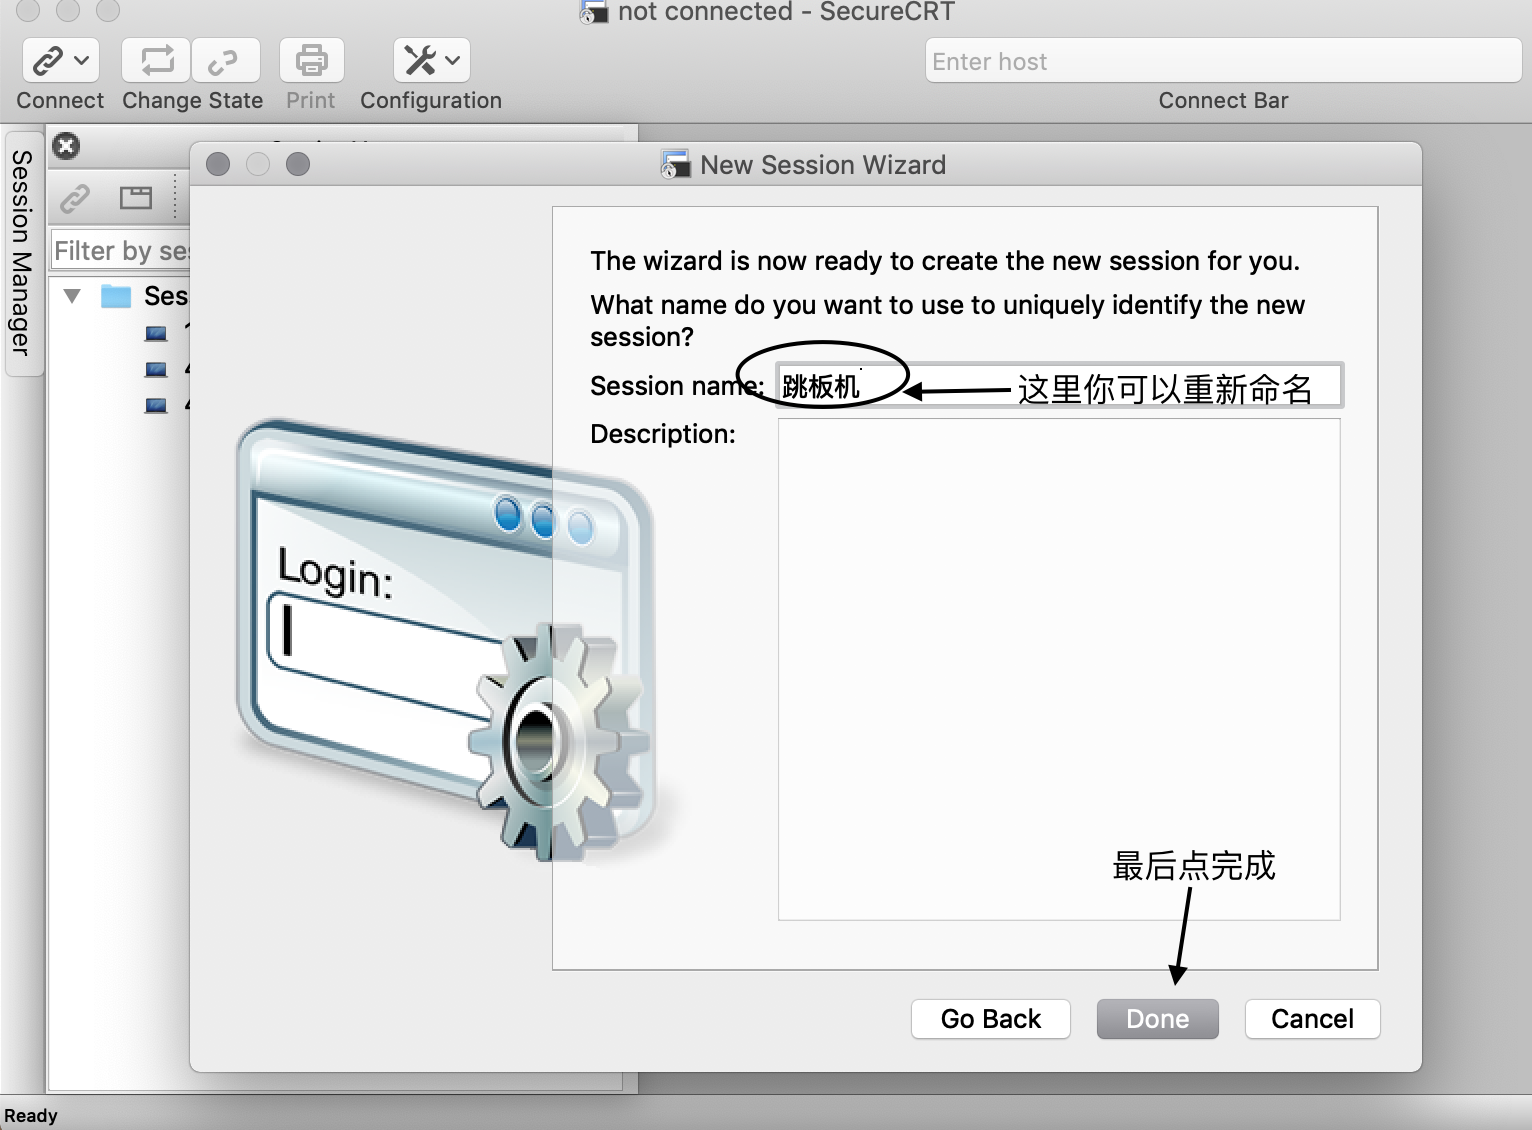 not connected - SecureCRT
Enter host
Connect
Change State
Print
Configuration
Connect Bar
Session Manager
New Session Wizard
Filter by ses
Ses
The wizard is now ready to create the new session for you.
What name do you want to use to uniquely identify the new
session?
Session name: 跳板机 这里你可以重新命名
Description:
Login:
最后点完成
Go Back
Done
Cancel
Ready